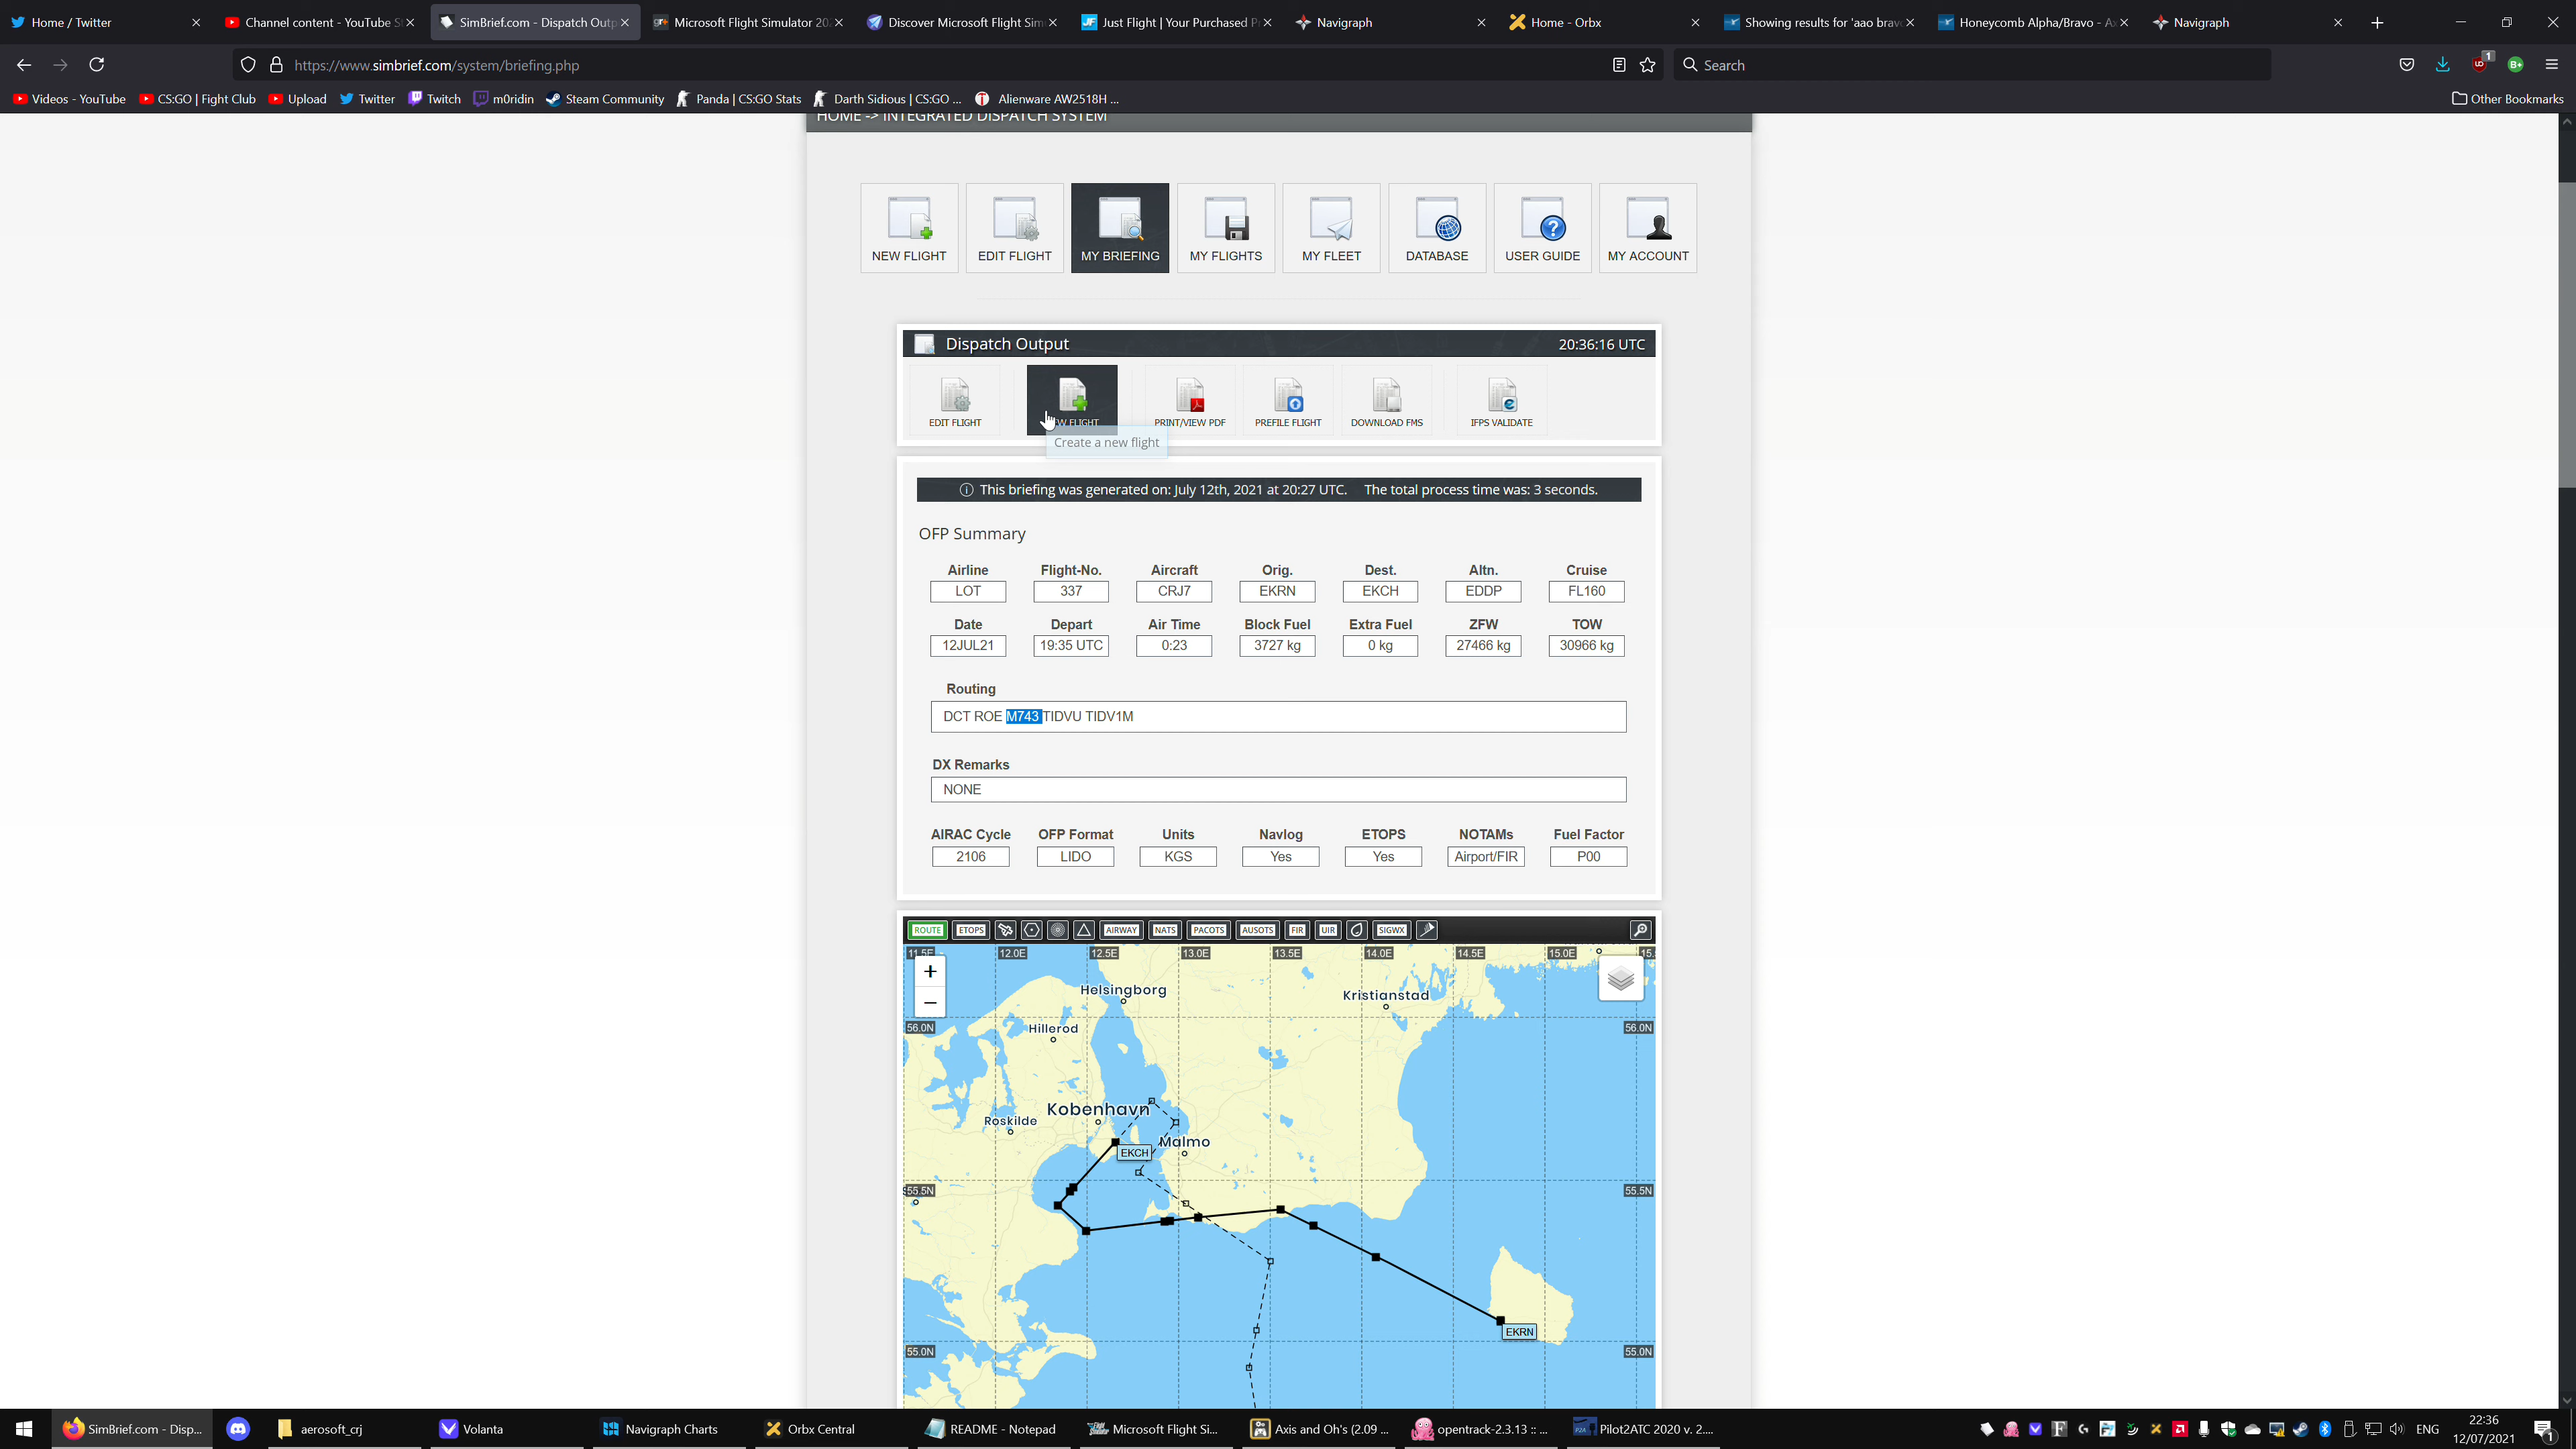 Home / Twitter
Channel content - YouTube St
SimBrief.com - Dispatch Outp
Microsoft Flight Simulator 20
Discover Microsoft Flight Sim
Just Flight | Your Purchased P
Navigraph
Home - Orbx
Showing results for 'aao brav
Honeycomb Alpha/Bravo - A
Navigraph
https://www.simbrief.com/system/briefing.php
Search
1
Videos - YouTube
CS:GO | Fight Club
Upload
Twitter
Twitch
m0ridin
Steam Community
Panda | CS:GO Stats
Darth Sidious | CS:GO ...
Alienware AW2518H ...
Other Bookmarks
HOME -> INTEGRATED DISPATCH SYSTEM
NEW FLIGHT
EDIT FLIGHT
MY BRIEFING
MY FLIGHTS
MY FLEET
DATABASE
USER GUIDE
MY ACCOUNT
Dispatch Output
20:36:16 UTC
EDIT FLIGHT
EW FLIGHT
PRINT/VIEW PDF
PREFILE FLIGHT
DOWNLOAD FMS
IFPS VALIDATE
Create a new flight
This briefing was generated on: July 12th, 2021 at 20:27 UTC. The total process time was: 3 seconds.
OFP Summary
Airline Flight-No. Aircraft Orig. Dest. Altn. Cruise
LOT 337 CRJ7 EKRN EKCH EDDP FL160
Date Depart Air Time Block Fuel Extra Fuel ZFW TOW
12JUL21 19:35 UTC 0:23 3727 kg 0 kg 27466 kg 30966 kg
Routing
DCT ROE M743 TIDVU TIDV1M
DX Remarks
NONE
AIRAC Cycle OFP Format Units Navlog ETOPS NOTAMs Fuel Factor
2106 LIDO KGS Yes Yes Airport/FIR P00
ROUTE ETOPS AIRWAY NATS PACOTS AUSOTS FIR UIR SIGWX
11.5E 12.0E 12.5E 13.0E 13.5E 14.0E 14.5E 15.0E 15.
+
−
Helsingborg
Kristianstad
56.0N
56.0N
Hillerod
Kobenhavn
Roskilde
Malmo
EKCH
55.5N
55.5N
EKRN
55.0N
55.0N
SimBrief.com - Disp...
aerosoft_crj
Volanta
Navigraph Charts
Orbx Central
README - Notepad
Microsoft Flight Si...
Axis and Oh's (2.09 ...
opentrack-2.3.13 :: ...
Pilot2ATC 2020 v. 2....
ENG
22:36
12/07/2021
1